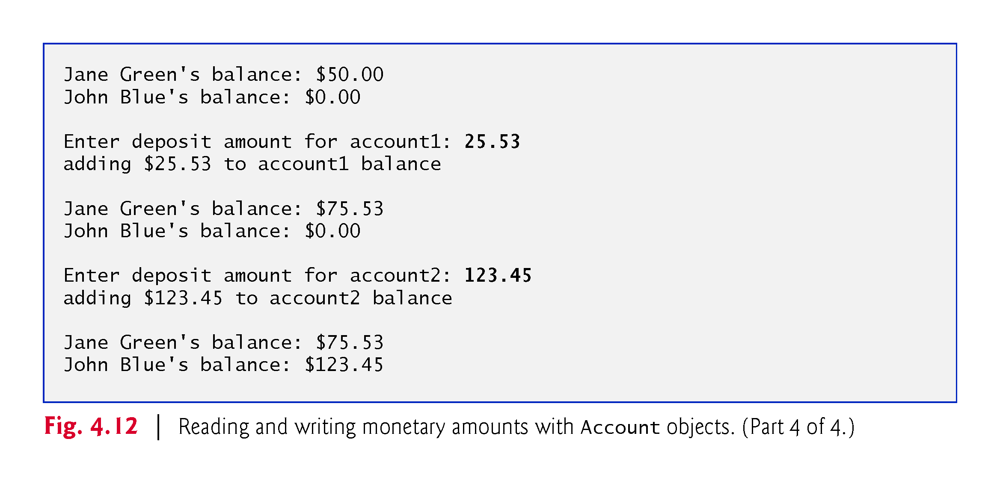 Jane Green's balance: $50.00
John Blue's balance: $0.00
Enter deposit amount for account1: 25.53
adding $25.53 to account1 balance
Jane Green's balance: $75.53
John Blue's balance: $0.00
Enter deposit amount for account2: 123.45
adding $123.45 to account2 balance
Jane Green's balance: $75.53
John Blue's balance: $123.45
Fig. 4.12 | Reading and writing monetary amounts with Account objects. (Part 4 of 4.)